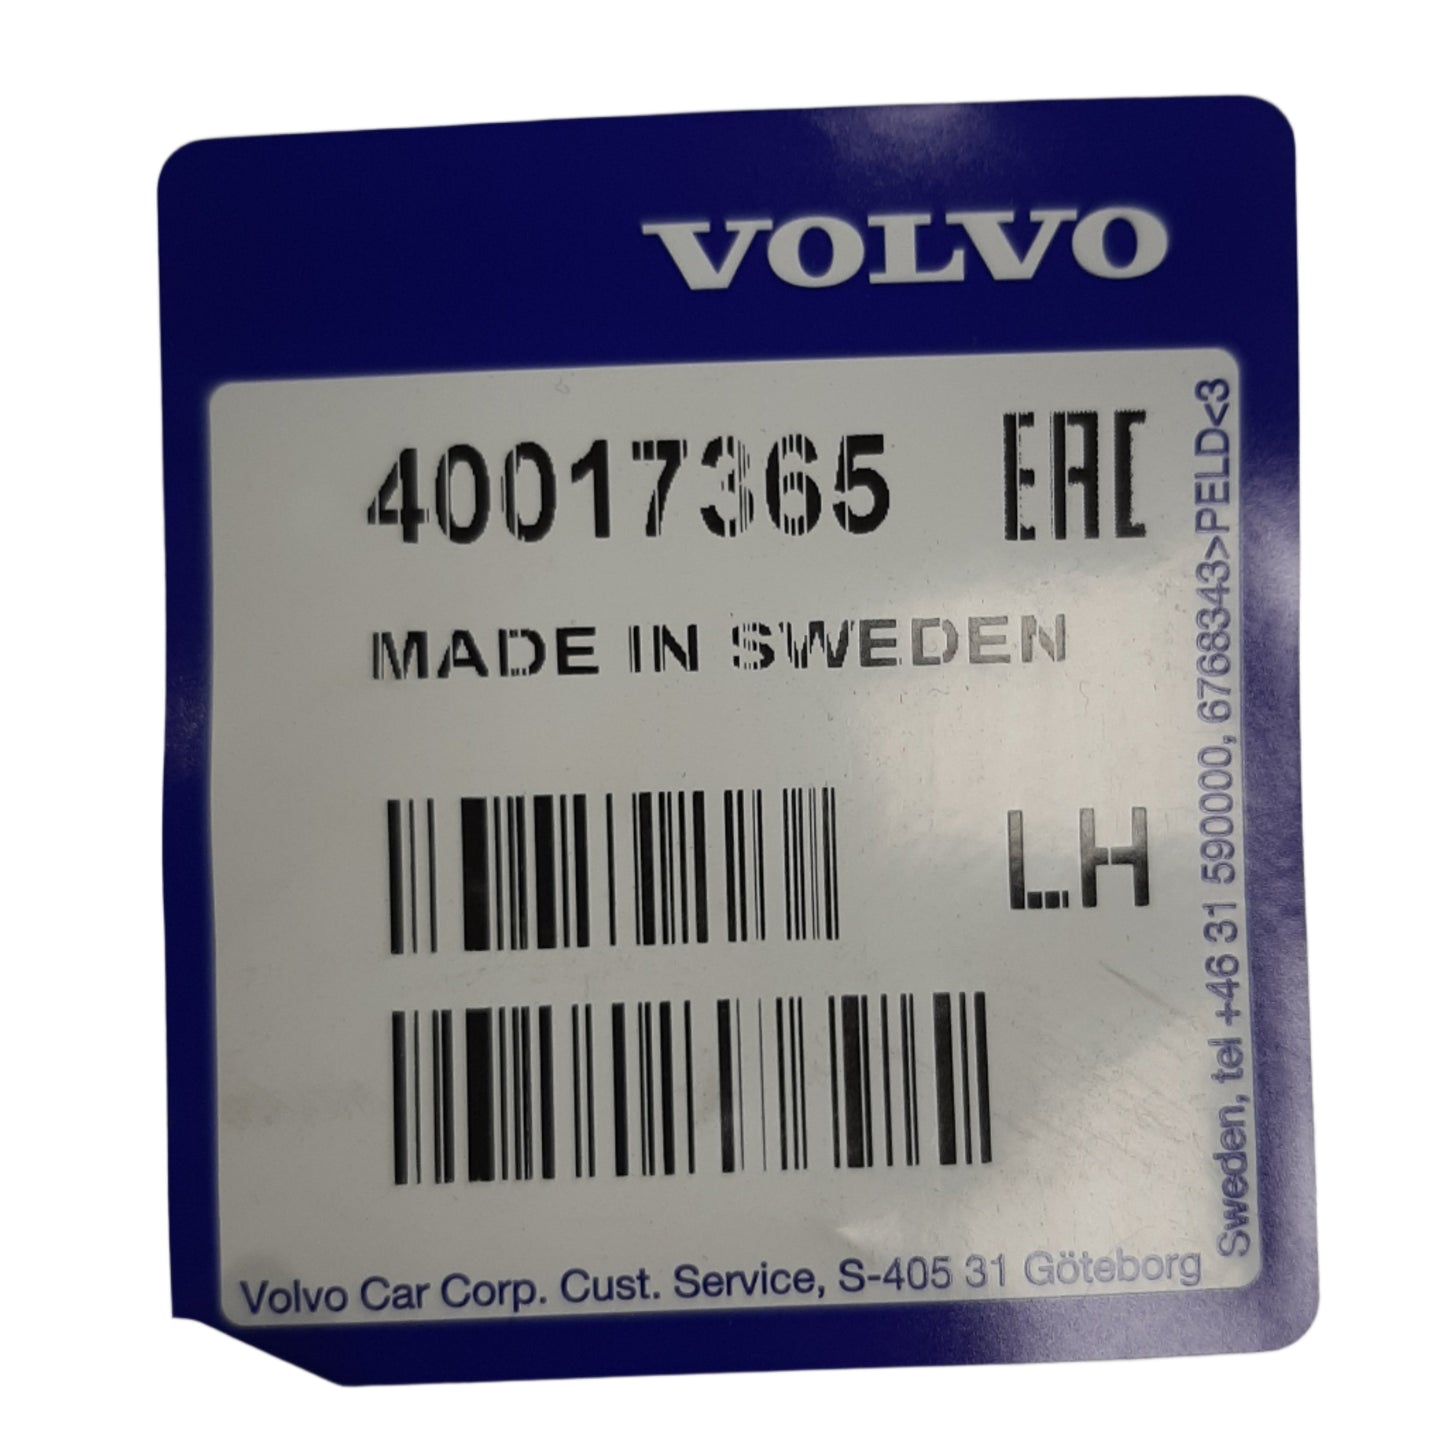 VOLVO
40017365
EAC
MADE IN SWEDEN
LH
Volvo Car Corp. Cust. Service, S-405 31 Göteborg
Sweden, tel +46 31 590000, 6768343>PELD<3